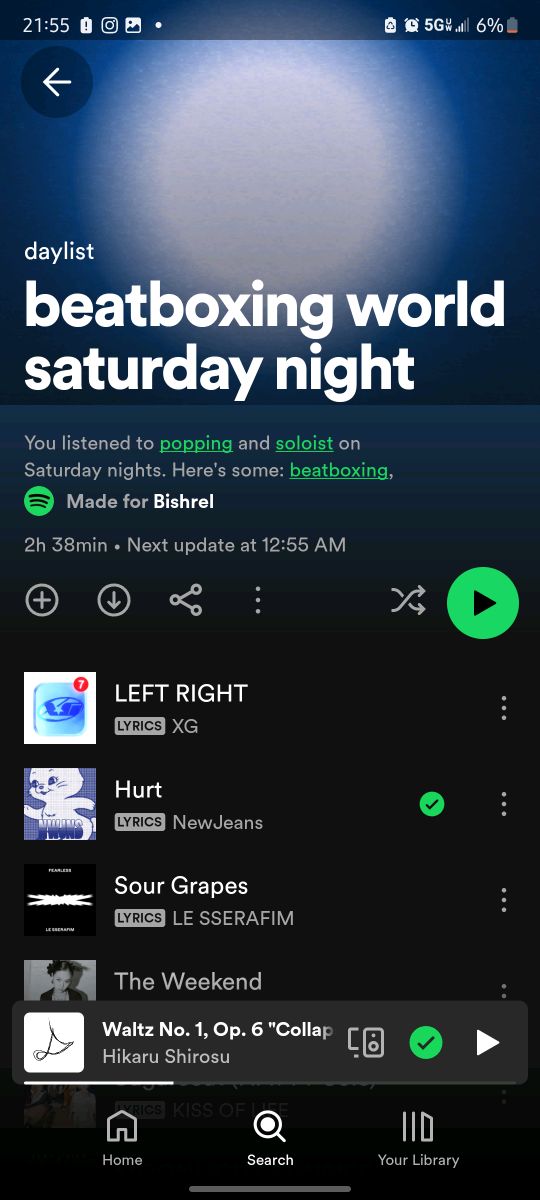 21:55
5G
6%
daylist
beatboxing world
saturday night
You listened to popping and soloist on
Saturday nights. Here's some: beatboxing,
Made for Bishrel
2h 38min • Next update at 12:55 AM
7
LEFT RIGHT
LYRICS XG
Hurt
LYRICS NewJeans
FEARLESS
LE SSERAFIM
Sour Grapes
LYRICS LE SSERAFIM
The Weekend
Waltz No. 1, Op. 6 "Collap
Hikaru Shirosu
LYRICS KISS OF LIFE
Home
Search
Your Library